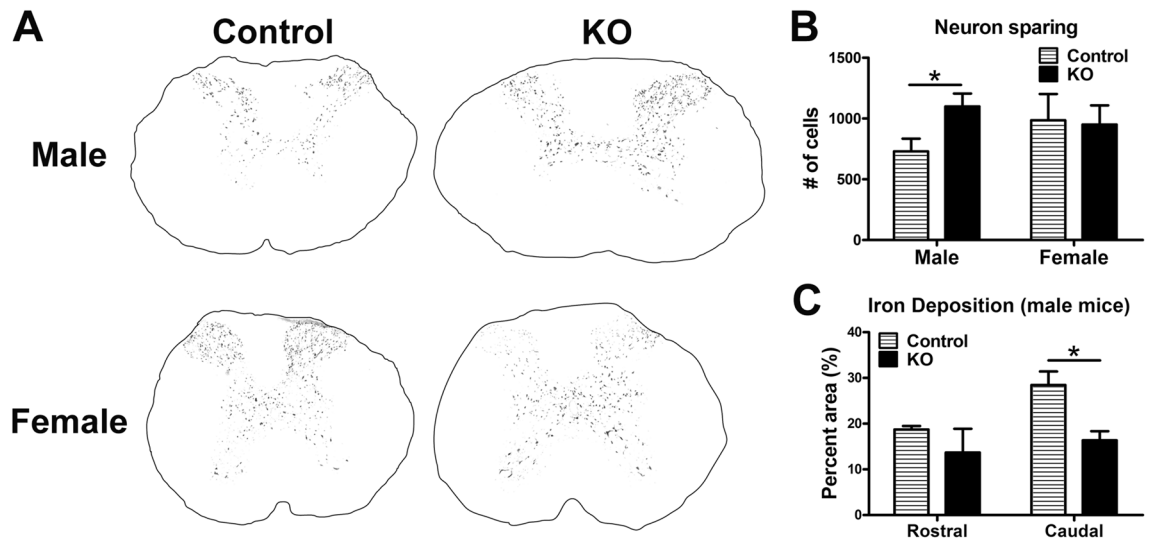 A
Control
KO
Male
Female
B
Neuron sparing
Control
KO
# of cells
1500
1000
500
0
*
Male
Female
C
Iron Deposition (male mice)
Control
KO
Percent area (%)
40
30
20
10
0
*
Rostral
Caudal